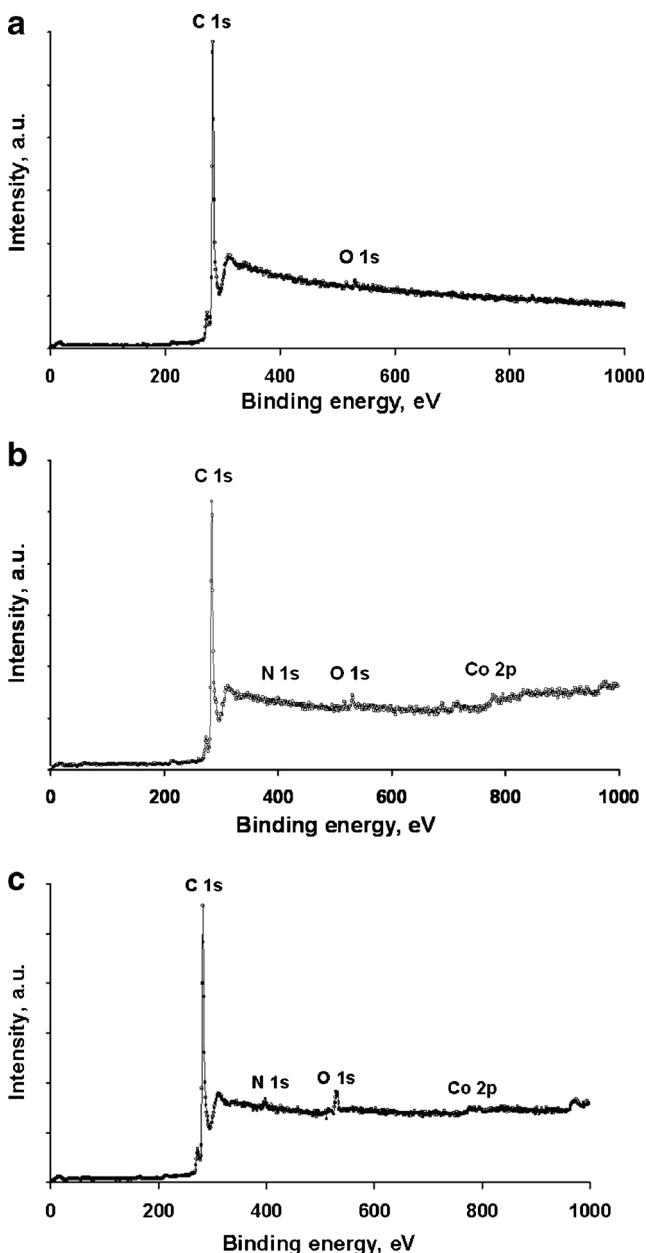 a
C 1s
O 1s
Intensity, a.u.
0 200 400 600 800 1000
Binding energy, eV
b
C 1s
N 1s O 1s Co 2p
Intensity, a.u.
0 200 400 600 800 1000
Binding energy, eV
c
C 1s
N 1s O 1s Co 2p
Intensity, a.u.
0 200 400 600 800 1000
Binding energy, eV